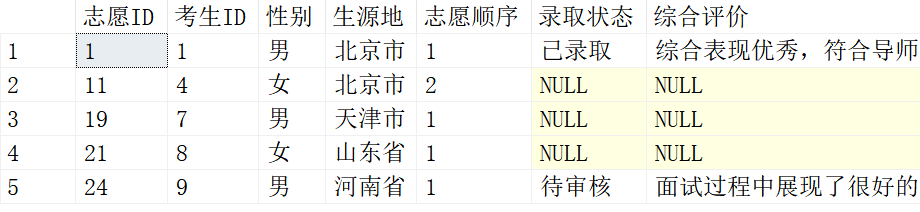 志愿ID 考生ID 性别 生源地 志愿顺序 录取状态 综合评价
1 1 1 男 北京市 1 已录取 综合表现优秀，符合导师
2 11 4 女 北京市 2 NULL NULL
3 19 7 男 天津市 1 NULL NULL
4 21 8 女 山东省 1 NULL NULL
5 24 9 男 河南省 1 待审核 面试过程中展现了很好的